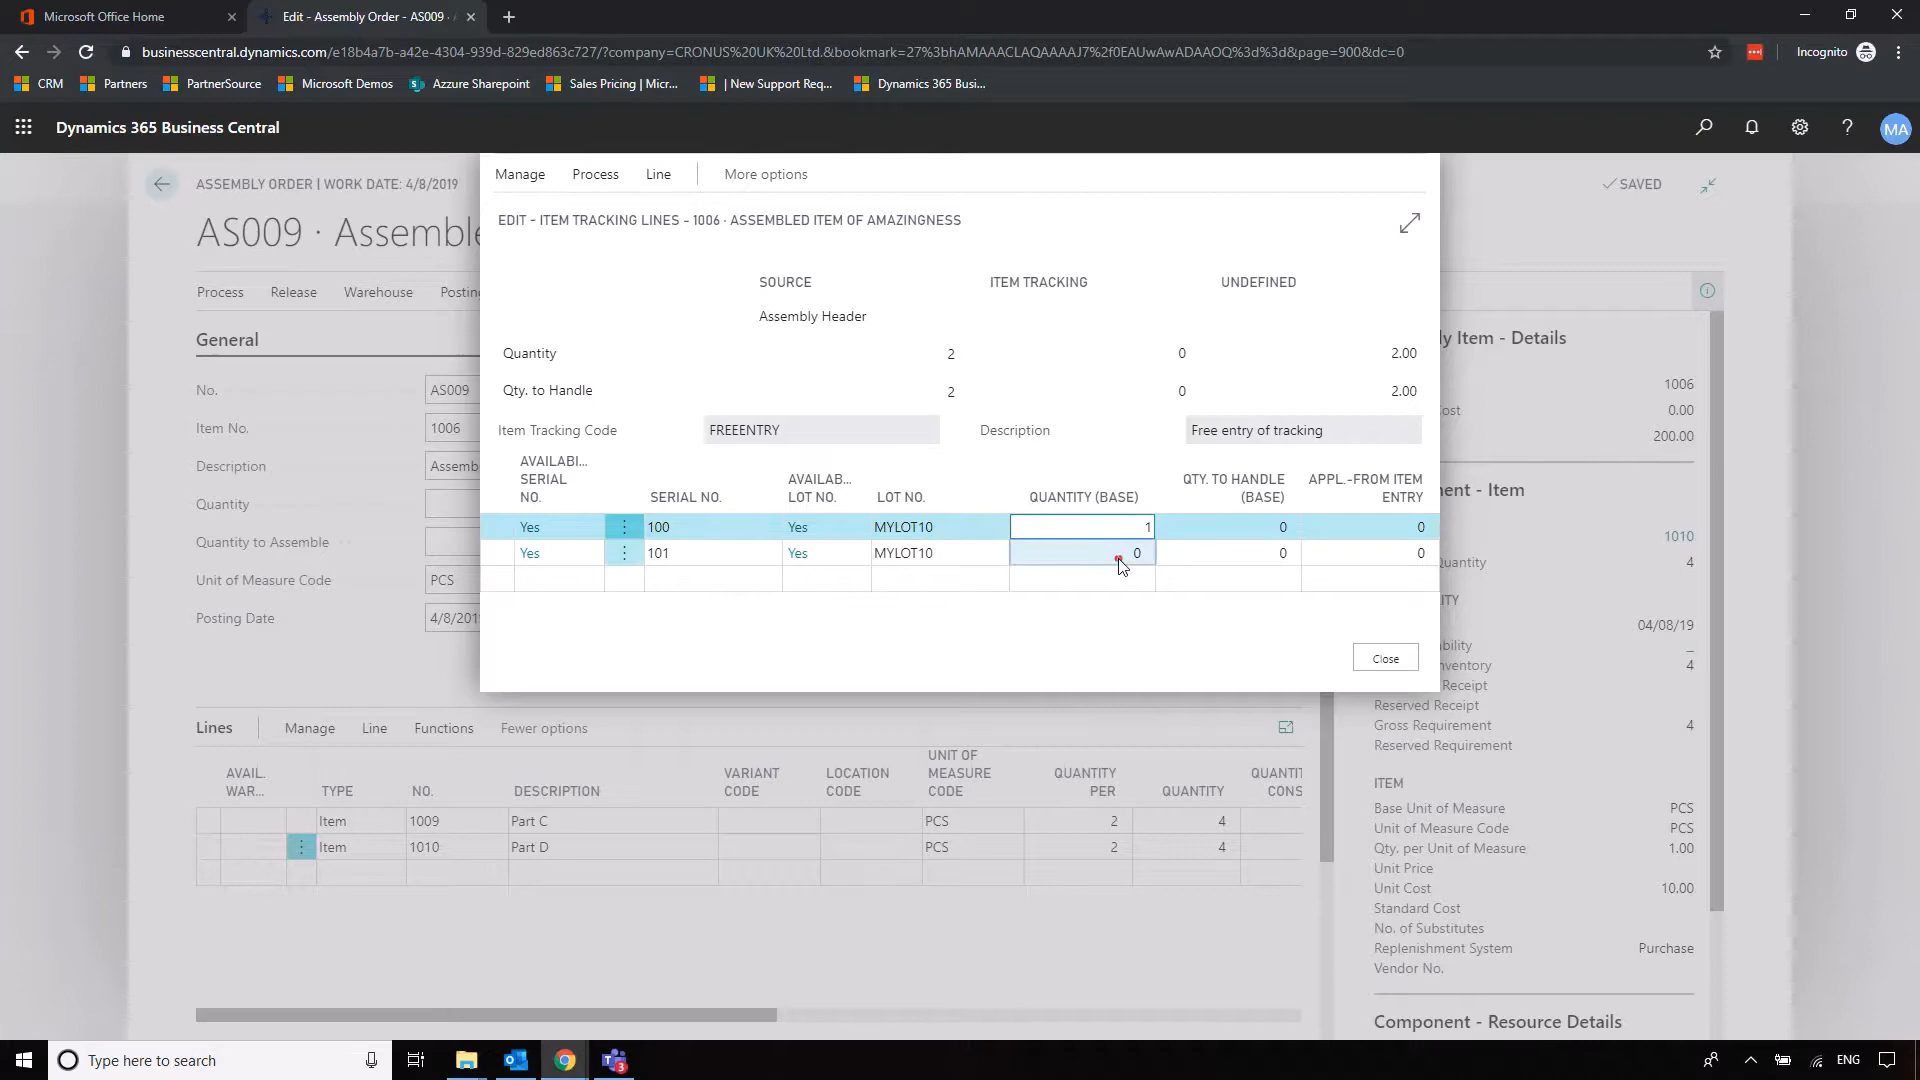 Microsoft Office Home
Edit - Assembly Order - AS009 ·
businesscentral.dynamics.com/e18b4a7b-a42e-4304-939d-829ed863c727/?company=CRONUS%20UK%20Ltd.&bookmark=27%3bhAMAAACLAQAAAAJ7%2f0EAUwAwADAAOQ%3d%3d&page=900&dc=0
Incognito
CRM
Partners
PartnerSource
Microsoft Demos
Azzure Sharepoint
Sales Pricing | Micr...
| New Support Req...
Dynamics 365 Busi...
Dynamics 365 Business Central
MA
ASSEMBLY ORDER | WORK DATE: 4/8/2019
SAVED
AS009 · Assemble
Process Release Warehouse Postin
General
No. AS009
Item No. 1006
Description Assemb
Quantity
Quantity to Assemble
Unit of Measure Code PCS
Posting Date 4/8/201
Manage Process Line More options
EDIT - ITEM TRACKING LINES - 1006 · ASSEMBLED ITEM OF AMAZINGNESS
SOURCE ITEM TRACKING UNDEFINED
Assembly Header
Quantity 2 0 2.00
Qty. to Handle 2 0 2.00
Item Tracking Code FREEENTRY Description Free entry of tracking
AVAILABI... SERIAL NO. SERIAL NO. AVAILAB... LOT NO. LOT NO. QUANTITY (BASE) QTY. TO HANDLE (BASE) APPL.-FROM ITEM ENTRY
Yes 100 Yes MYLOT10 1 0 0
Yes 101 Yes MYLOT10 0 0 0
Close
Lines Manage Line Functions Fewer options
AVAIL. WAR... TYPE NO. DESCRIPTION VARIANT CODE LOCATION CODE UNIT OF MEASURE CODE QUANTITY PER QUANTITY QUANTIT CONS
Item 1009 Part C PCS 2 4
Item 1010 Part D PCS 2 4
ly Item - Details
1006
ost 0.00
200.00
nent - Item
1010
uantity 4
ITY
04/08/19
bility _
nventory 4
Receipt
Reserved Receipt
Gross Requirement 4
Reserved Requirement
ITEM
Base Unit of Measure PCS
Unit of Measure Code PCS
Qty. per Unit of Measure 1.00
Unit Price
Unit Cost 10.00
Standard Cost
No. of Substitutes
Replenishment System Purchase
Vendor No.
Component - Resource Details
Type here to search
3
ENG